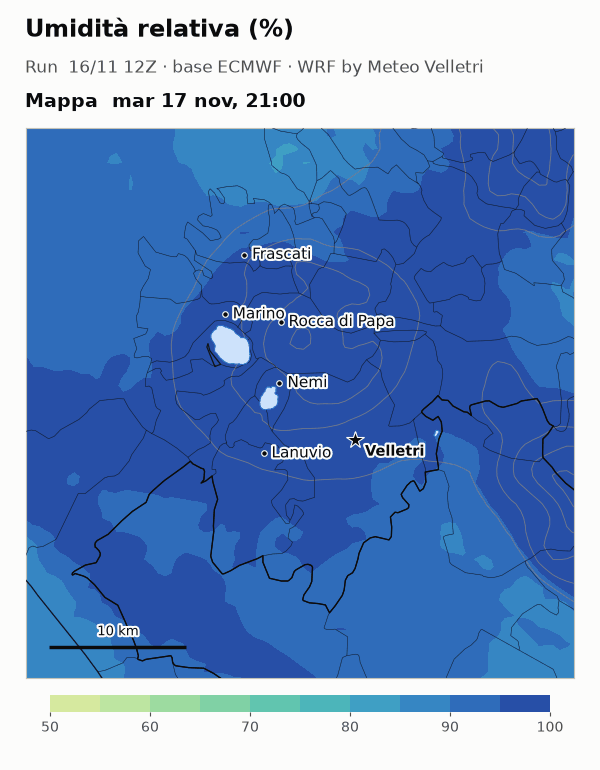 Umidità relativa (%)
Run  16/11 12Z · base ECMWF · WRF by Meteo Velletri
Mappa  mar 17 nov, 21:00
Frascati
Marino
Rocca di Papa
Nemi
Velletri
Lanuvio
10 km
50 60 70 80 90 100